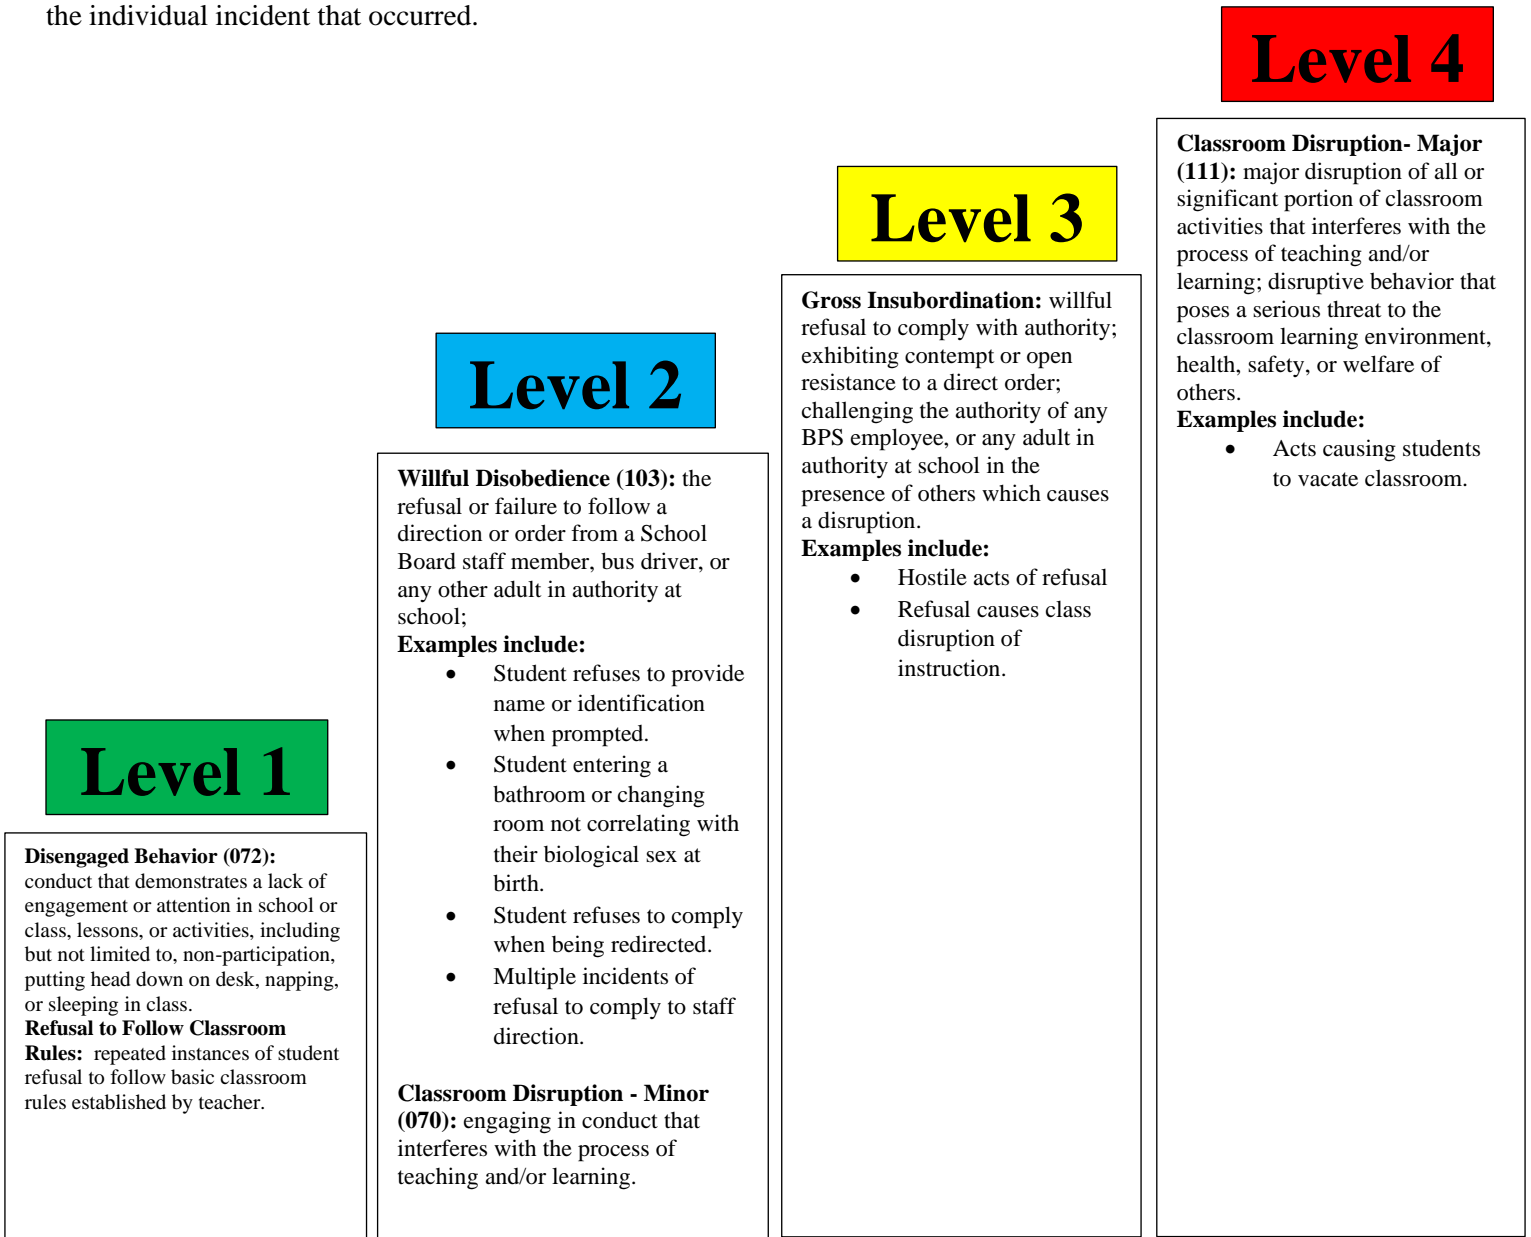 the individual incident that occurred.
Level 1
Disengaged Behavior (072):
conduct that demonstrates a lack of
engagement or attention in school or
class, lessons, or activities, including
but not limited to, non-participation,
putting head down on desk, napping,
or sleeping in class.
Refusal to Follow Classroom
Rules: repeated instances of student
refusal to follow basic classroom
rules established by teacher.
Level 2
Willful Disobedience (103): the
refusal or failure to follow a
direction or order from a School
Board staff member, bus driver, or
any other adult in authority at
school;
Examples include:
• Student refuses to provide
name or identification
when prompted.
• Student entering a
bathroom or changing
room not correlating with
their biological sex at
birth.
• Student refuses to comply
when being redirected.
• Multiple incidents of
refusal to comply to staff
direction.
Classroom Disruption - Minor
(070): engaging in conduct that
interferes with the process of
teaching and/or learning.
Level 3
Gross Insubordination: willful
refusal to comply with authority;
exhibiting contempt or open
resistance to a direct order;
challenging the authority of any
BPS employee, or any adult in
authority at school in the
presence of others which causes
a disruption.
Examples include:
• Hostile acts of refusal
• Refusal causes class
disruption of
instruction.
Level 4
Classroom Disruption- Major
(111): major disruption of all or
significant portion of classroom
activities that interferes with the
process of teaching and/or
learning; disruptive behavior that
poses a serious threat to the
classroom learning environment,
health, safety, or welfare of
others.
Examples include:
• Acts causing students
to vacate classroom.